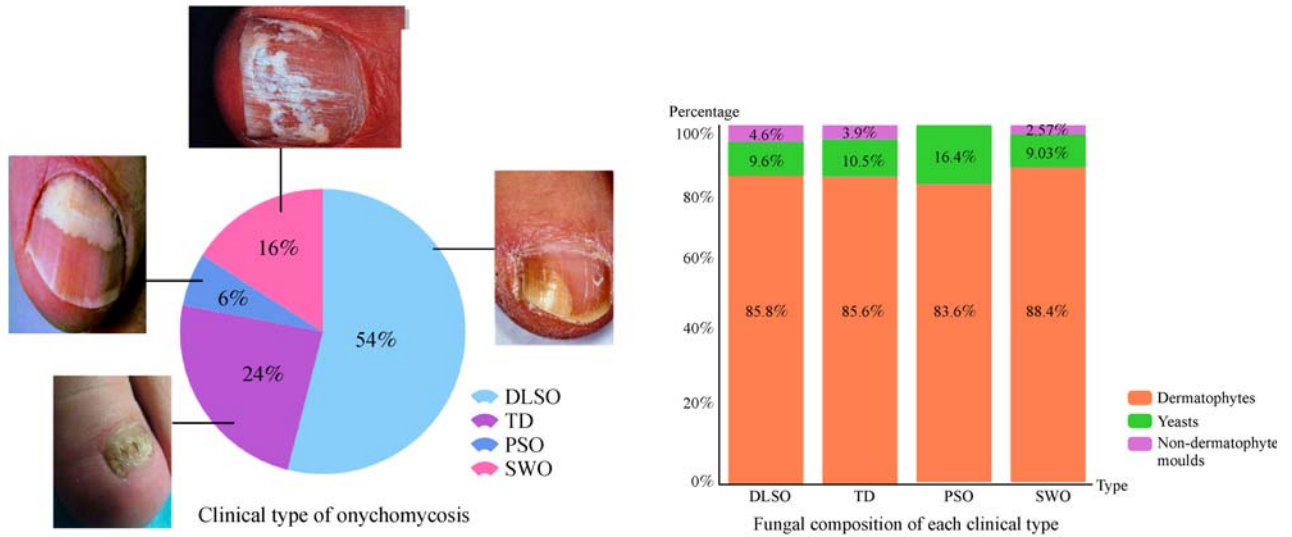 16%
6%
54%
24%
DLSO
TD
PSO
SWO
Clinical type of onychomycosis
Percentage
100%
80%
60%
40%
20%
0%
4.6%
3.9%
2.57%
9.6%
10.5%
16.4%
9.03%
85.8%
85.6%
83.6%
88.4%
DLSO
TD
PSO
SWO
Type
Fungal composition of each clinical type
Dermatophytes
Yeasts
Non-dermatophyte
moulds